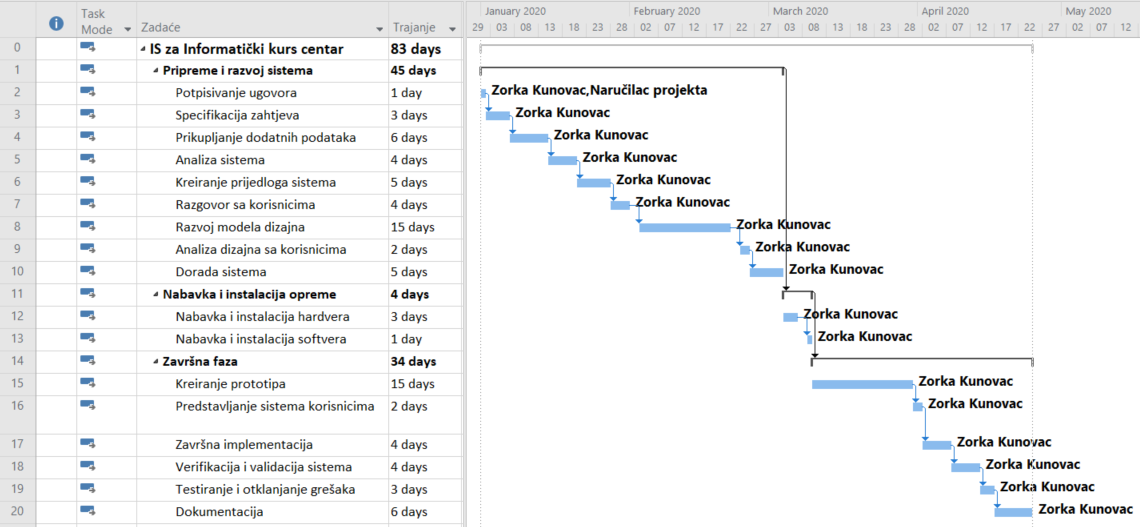 January 2020 February 2020 March 2020 April 2020 May 2020
Task Mode Zadaće Trajanje 29 03 08 13 18 23 28 02 07 12 17 22 27 03 08 13 18 23 28 02 07 12 17 22 27 02 07 12
0 IS za Informatički kurs centar 83 days
1 Pripreme i razvoj sistema 45 days
2 Potpisivanje ugovora 1 day Zorka Kunovac,Naručilac projekta
3 Specifikacija zahtjeva 3 days Zorka Kunovac
4 Prikupljanje dodatnih podataka 6 days Zorka Kunovac
5 Analiza sistema 4 days Zorka Kunovac
6 Kreiranje prijedloga sistema 5 days Zorka Kunovac
7 Razgovor sa korisnicima 4 days Zorka Kunovac
8 Razvoj modela dizajna 15 days Zorka Kunovac
9 Analiza dizajna sa korisnicima 2 days Zorka Kunovac
10 Dorada sistema 5 days Zorka Kunovac
11 Nabavka i instalacija opreme 4 days
12 Nabavka i instalacija hardvera 3 days Zorka Kunovac
13 Nabavka i instalacija softvera 1 day Zorka Kunovac
14 Završna faza 34 days
15 Kreiranje prototipa 15 days Zorka Kunovac
16 Predstavljanje sistema korisnicima 2 days Zorka Kunovac
17 Završna implementacija 4 days Zorka Kunovac
18 Verifikacija i validacija sistema 4 days Zorka Kunovac
19 Testiranje i otklanjanje grešaka 3 days Zorka Kunovac
20 Dokumentacija 6 days Zorka Kunovac